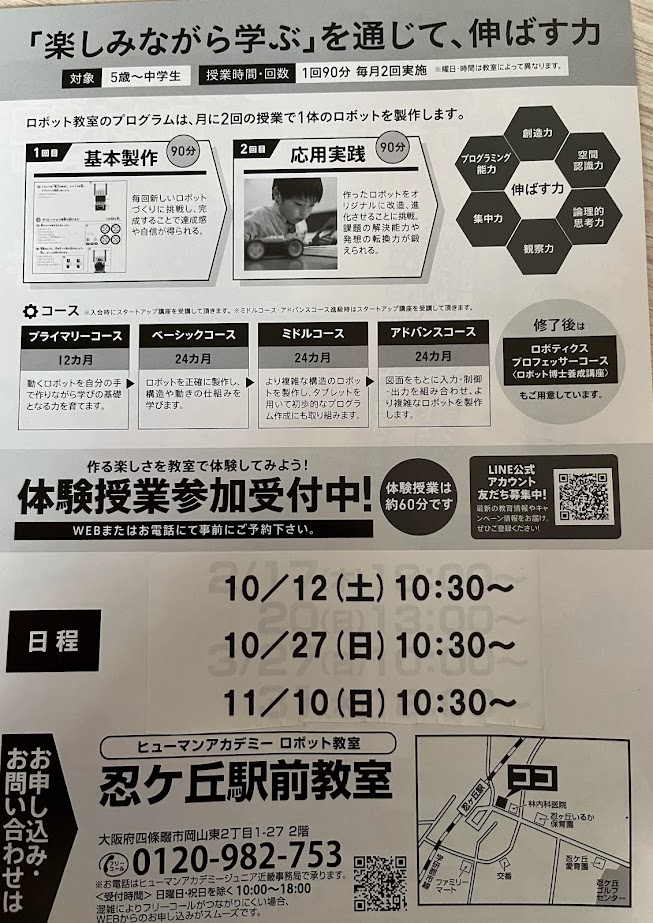 「楽しみながら学ぶ」を通じて、伸ばす力
対象 5歳〜中学生 授業時間・回数 1回90分 毎月2回実施 ※曜日・時間は教室によって異なります。
ロボット教室のプログラムは、月に2回の授業で1体のロボットを製作します。
1回目 基本製作 90分
毎回新しいロボット
づくりに挑戦し、完
成することで達成感
や自信が得られる。
2回目 応用実践 90分
作ったロボットをオ
リジナルに改造、進
化させることに挑戦。
課題の解決能力や
発想の転換力が鍛
えられる。
創造力
プログラミング
能力
空間
認識力
伸ばす力
集中力
論理的
思考力
観察力
コース ※入会時にスタートアップ講座を受講して頂きます。※ミドルコース・アドバンスコース進級時はスタートアップ講座を受講して頂きます。
プライマリーコース
12カ月
動くロボットを自分の手
で作りながら学びの基礎
となる力を育てます。
ベーシックコース
24カ月
ロボットを正確に製作し、
構造や動きの仕組みを
学びます。
ミドルコース
24カ月
より複雑な構造のロボッ
トを製作し、タブレットを
用いて初歩的なプログラ
ム作成にも取り組みます。
アドバンスコース
24カ月
図面をもとに入力・制御
・出力を組み合わせ、よ
り複雑なロボットを製作
します。
修了後は
ロボティクス
プロフェッサーコース
〈ロボット博士養成講座〉
もご用意しています。
作る楽しさを教室で体験してみよう!
体験授業参加受付中!
WEBまたはお電話にて事前にご予約下さい。
体験授業は
約60分です
LINE公式
アカウント
友だち募集中!
最新の教育情報やキャ
ンペーン情報をお届け。
ぜひご登録ください!
日程
10/12(土)10:30〜
10/27(日)10:30〜
11/10(日)10:30〜
お申し込み・
お問い合わせは
ヒューマンアカデミー ロボット教室
忍ケ丘駅前教室
大阪府四條畷市岡山東2丁目1-27 2階
フリーコール 0120-982-753
※お電話はヒューマンアカデミージュニア近畿事務局で承ります。
〈受付時間〉日曜日・祝日を除く10:00〜18:00
混雑によりフリーコールがつながりにくい場合、
WEBからのお申し込みがスムーズです。
ココ
忍ケ丘駅
林内科医院
忍ヶ丘いるか
保育園
学研都市線
ファミリー
マート
交番
忍ヶ丘
愛育園
忍ヶ丘
ゴルフ
センター